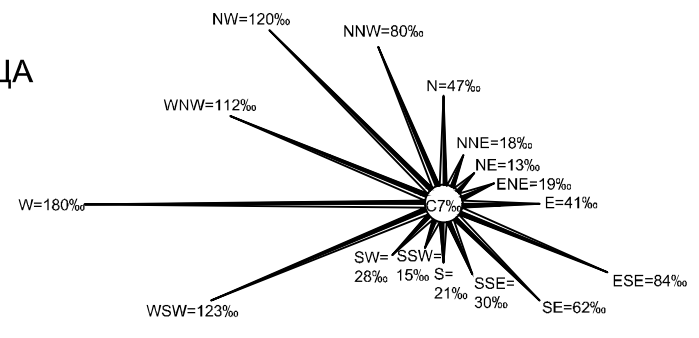 NW=120‰
NNW=80‰
ЦА
N=47‰
WNW=112‰
NNE=18‰
NE=13‰
ENE=19‰
W=180‰
C7‰
E=41‰
SW=
28‰
SSW=
15‰
S=
21‰
SSE=
30‰
ESE=84‰
SE=62‰
WSW=123‰